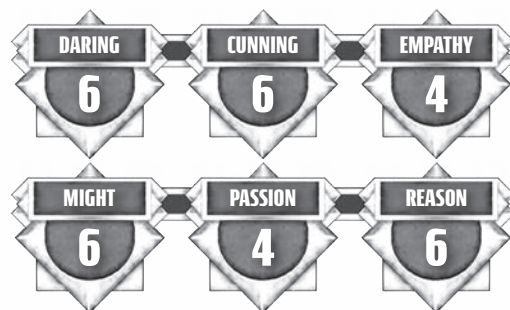 DARING CUNNING EMPATHY
6 6 4
MIGHT PASSION REASON
6 4 6